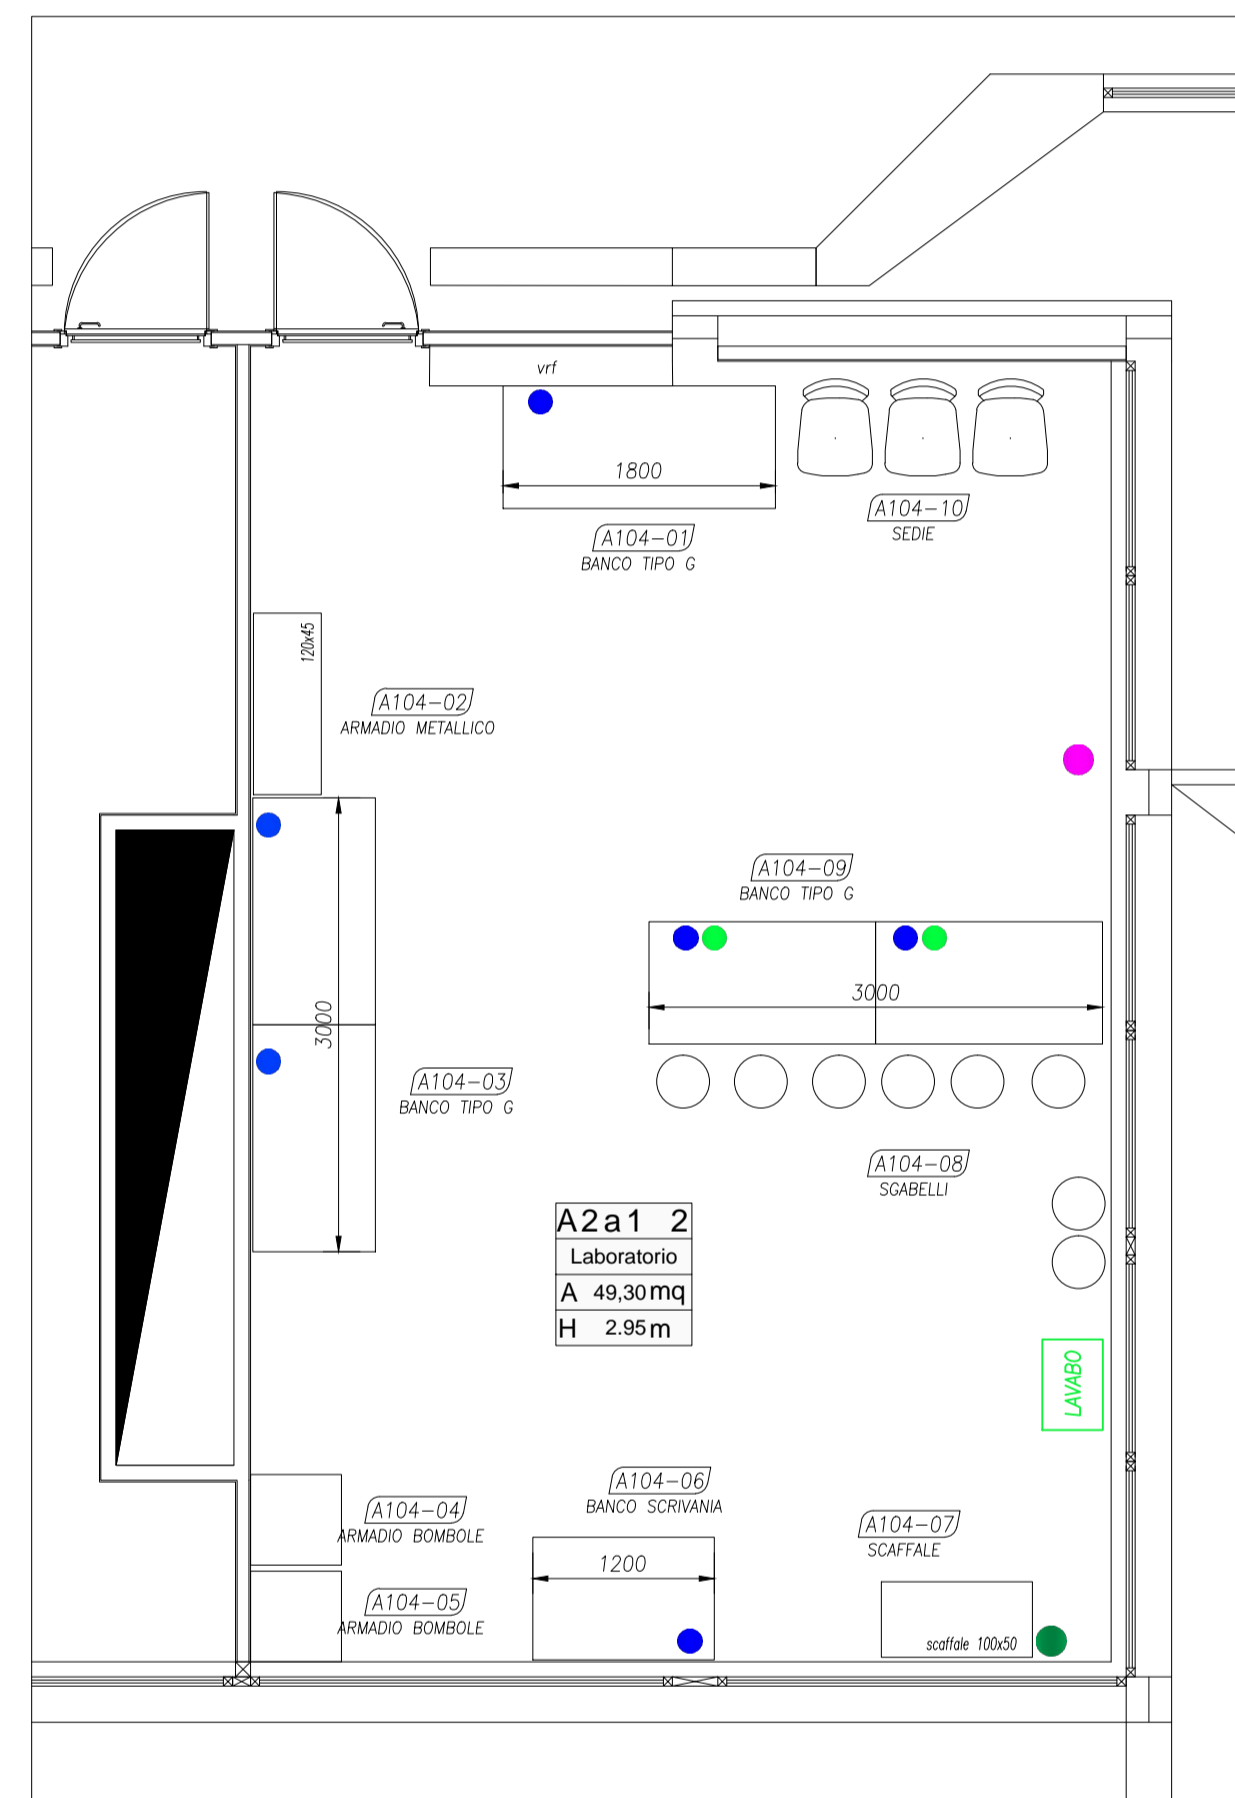 vrf
1800
A104-01
BANCO TIPO G
A104-10
SEDIE
120x45
A104-02
ARMADIO METALLICO
A104-09
BANCO TIPO G
3000
3000
A104-03
BANCO TIPO G
A104-08
SGABELLI
A2a1 2
Laboratorio
A 49,30 mq
H 2.95 m
LAVABO
A104-06
BANCO SCRIVANIA
A104-04
ARMADIO BOMBOLE
A104-07
SCAFFALE
1200
A104-05
ARMADIO BOMBOLE
scaffale 100x50